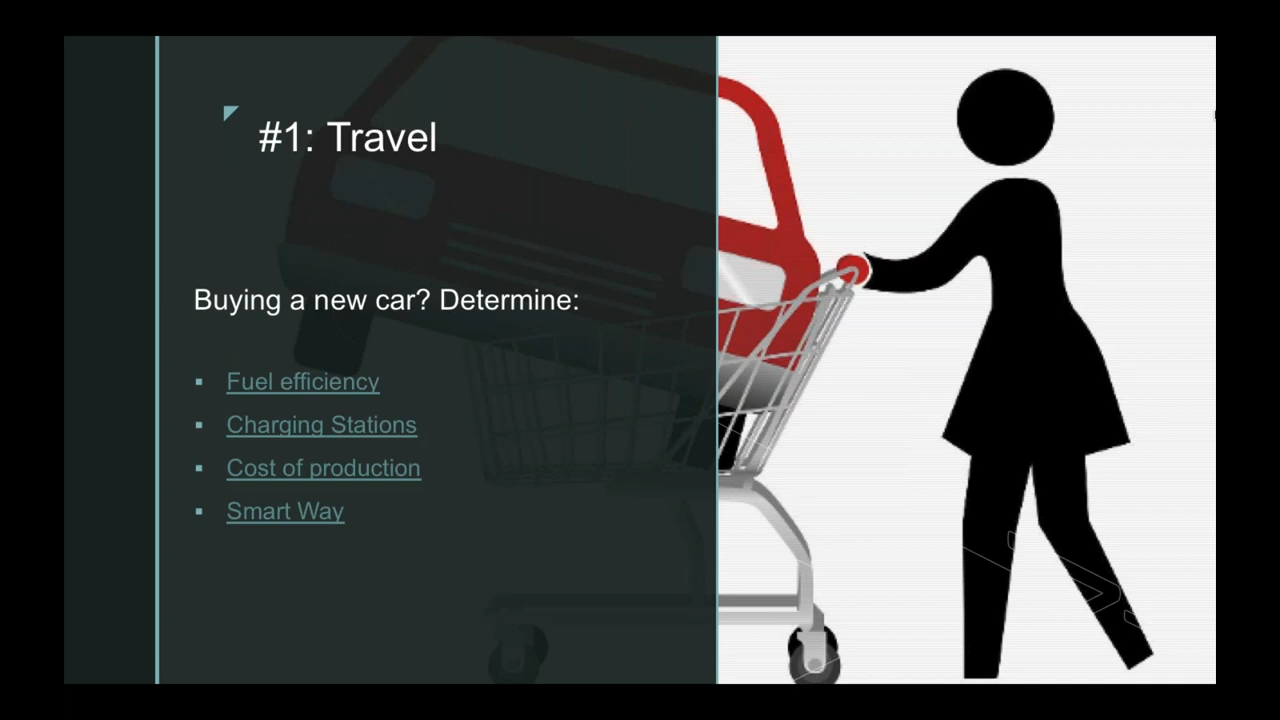 #1: Travel
Buying a new car? Determine:
Fuel efficiency
Charging Stations
Cost of production
Smart Way